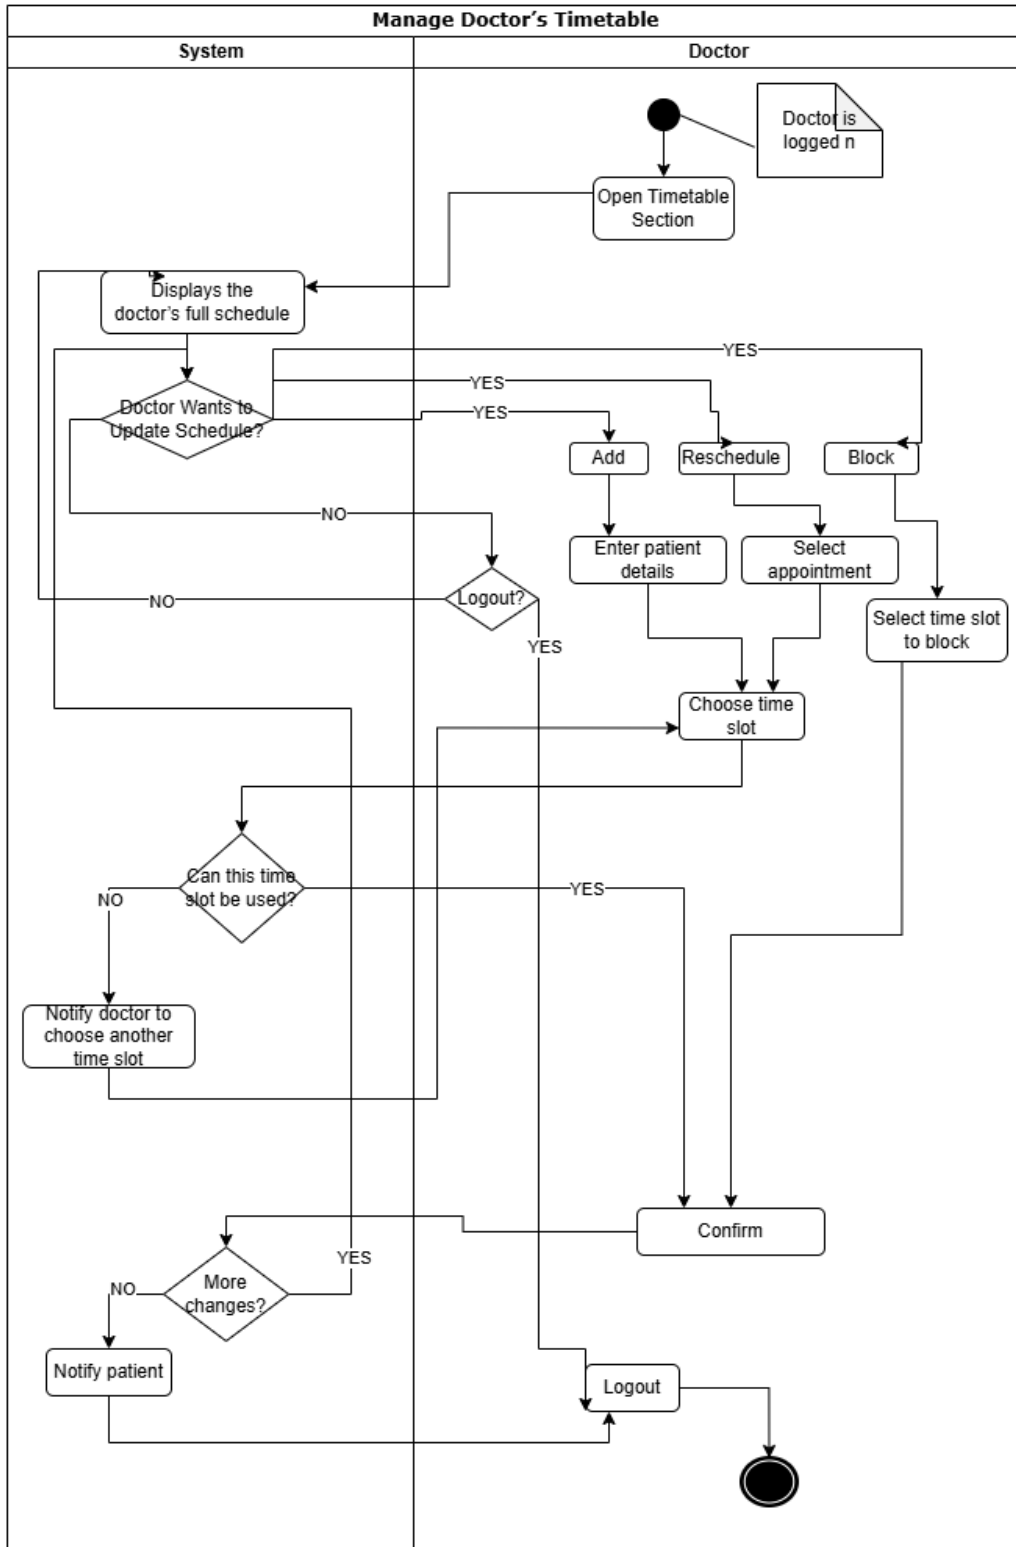 Manage Doctor's Timetable
System
Doctor
Doctor is
logged n
Open Timetable
Section
Displays the
doctor's full schedule
YES
YES
YES
Doctor Wants to
Update Schedule?
Add
Reschedule
Block
NO
Enter patient
details
Select
appointment
NO
Logout?
YES
Select time slot
to block
Choose time
slot
Can this time
slot be used?
NO
YES
Notify doctor to
choose another
time slot
Confirm
YES
More
changes?
NO
Notify patient
Logout